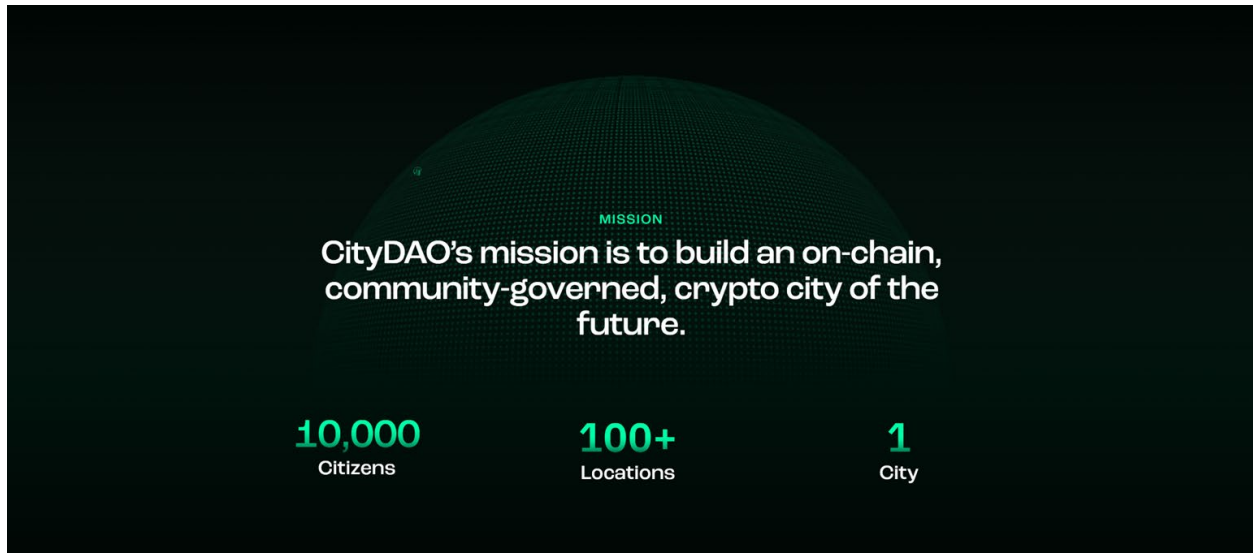 MISSION
CityDAO’s mission is to build an on-chain,
community-governed, crypto city of the
future.
10,000
Citizens
100+
Locations
1
City